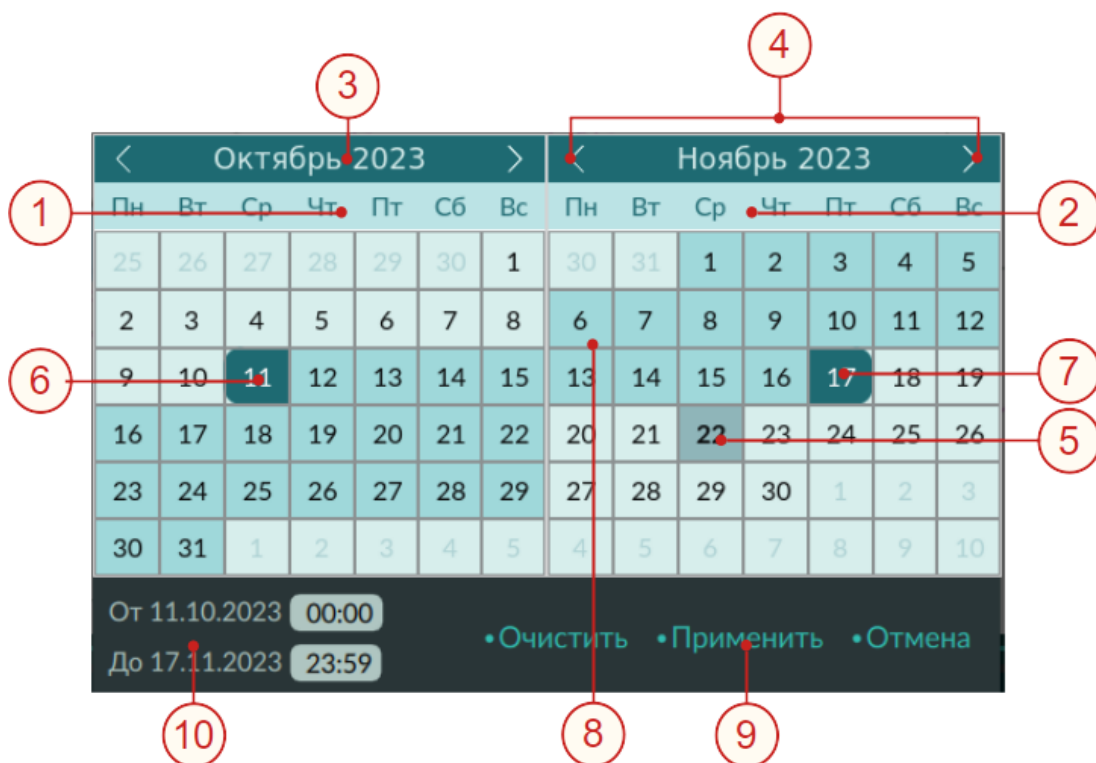 4
3
Октябрь 2023 Ноябрь 2023
1 Пн Вт Ср Чт Пт Сб Вс Пн Вт Ср Чт Пт Сб Вс 2
25 26 27 28 29 30 1 30 31 1 2 3 4 5
2 3 4 5 6 7 8 6 7 8 9 10 11 12
6 9 10 11 12 13 14 15 13 14 15 16 17 18 19 7
16 17 18 19 20 21 22 20 21 22 23 24 25 26 5
23 24 25 26 27 28 29 27 28 29 30 1 2 3
30 31 1 2 3 4 5 4 5 6 7 8 9 10
От 11.10.2023 00:00
•Очистить •Применить •Отмена
До 17.11.2023 23:59
10 8 9